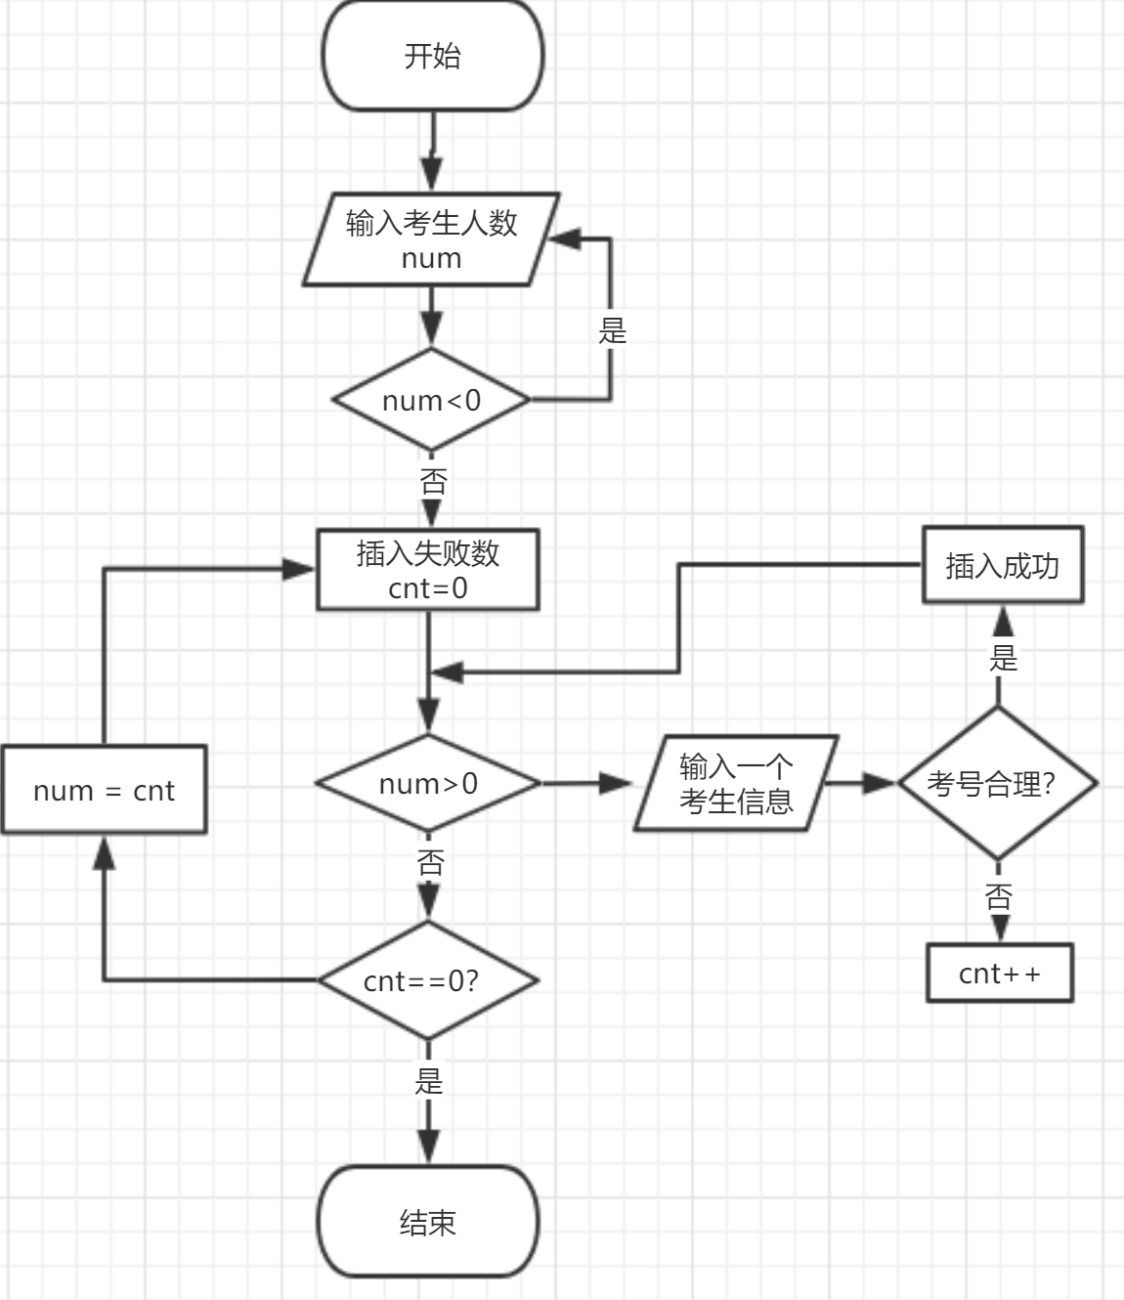 开始
输入考生人数
num
是
num<0
否
插入失败数
cnt=0
插入成功
是
num = cnt
num>0
输入一个
考生信息
考号合理?
否
否
cnt++
cnt==0?
是
结束